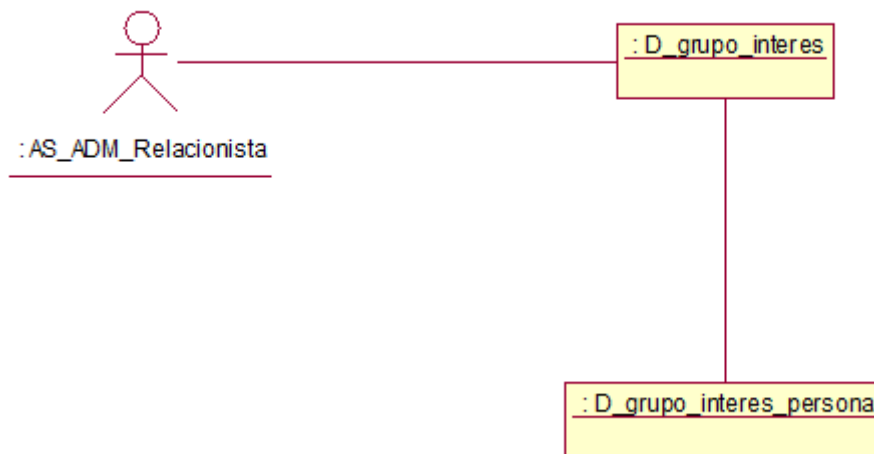 : D_grupo_interes
: AS_ADM_Relacionista
: D_grupo_interes_persona